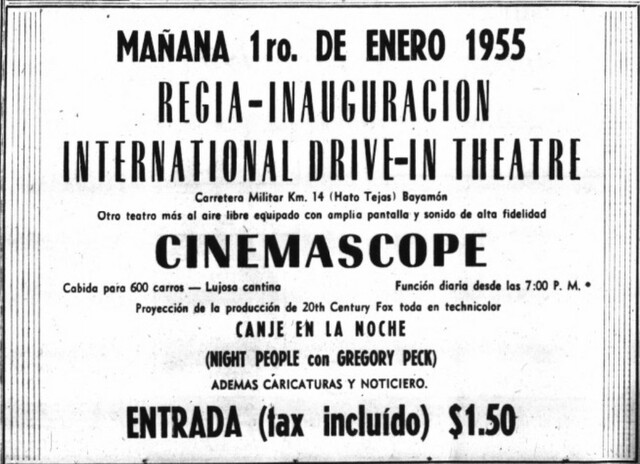 MAÑANA 1ro. DE ENERO 1955
REGIA-INAUGURACION
INTERNATIONAL DRIVE-IN THEATRE
Carretera Militar Km. 14 (Hato Tejas) Bayamón
Otro teatro más al aire libre equipado con amplia pantalla y sonido de alta fidelidad
CINEMASCOPE
Cabida para 600 carros — Lujosa cantina Función diaria desde las 7:00 P. M. •
Proyección de la producción de 20th Century Fox toda en technicolor
CANJE EN LA NOCHE
(NIGHT PEOPLE con GREGORY PECK)
ADEMAS CARICATURAS Y NOTICIERO.
ENTRADA (tax incluído) $1.50